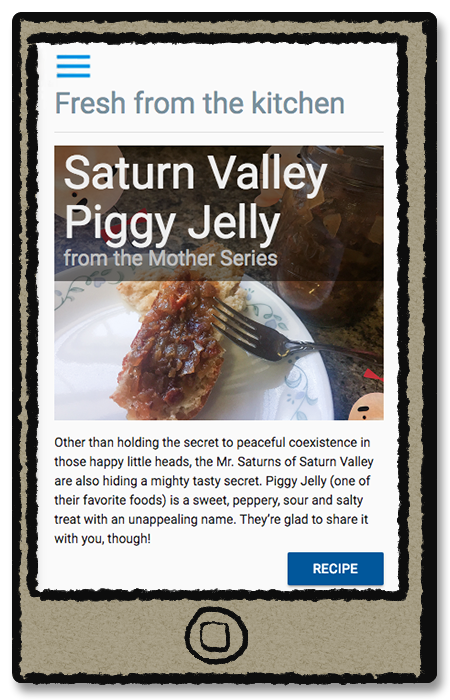 Fresh from the kitchen
Saturn Valley
Piggy Jelly
from the Mother Series
Other than holding the secret to peaceful coexistence in
those happy little heads, the Mr. Saturns of Saturn Valley
are also hiding a mighty tasty secret. Piggy Jelly (one of
their favorite foods) is a sweet, peppery, sour and salty
treat with an unappealing name. They’re glad to share it
with you, though!
RECIPE